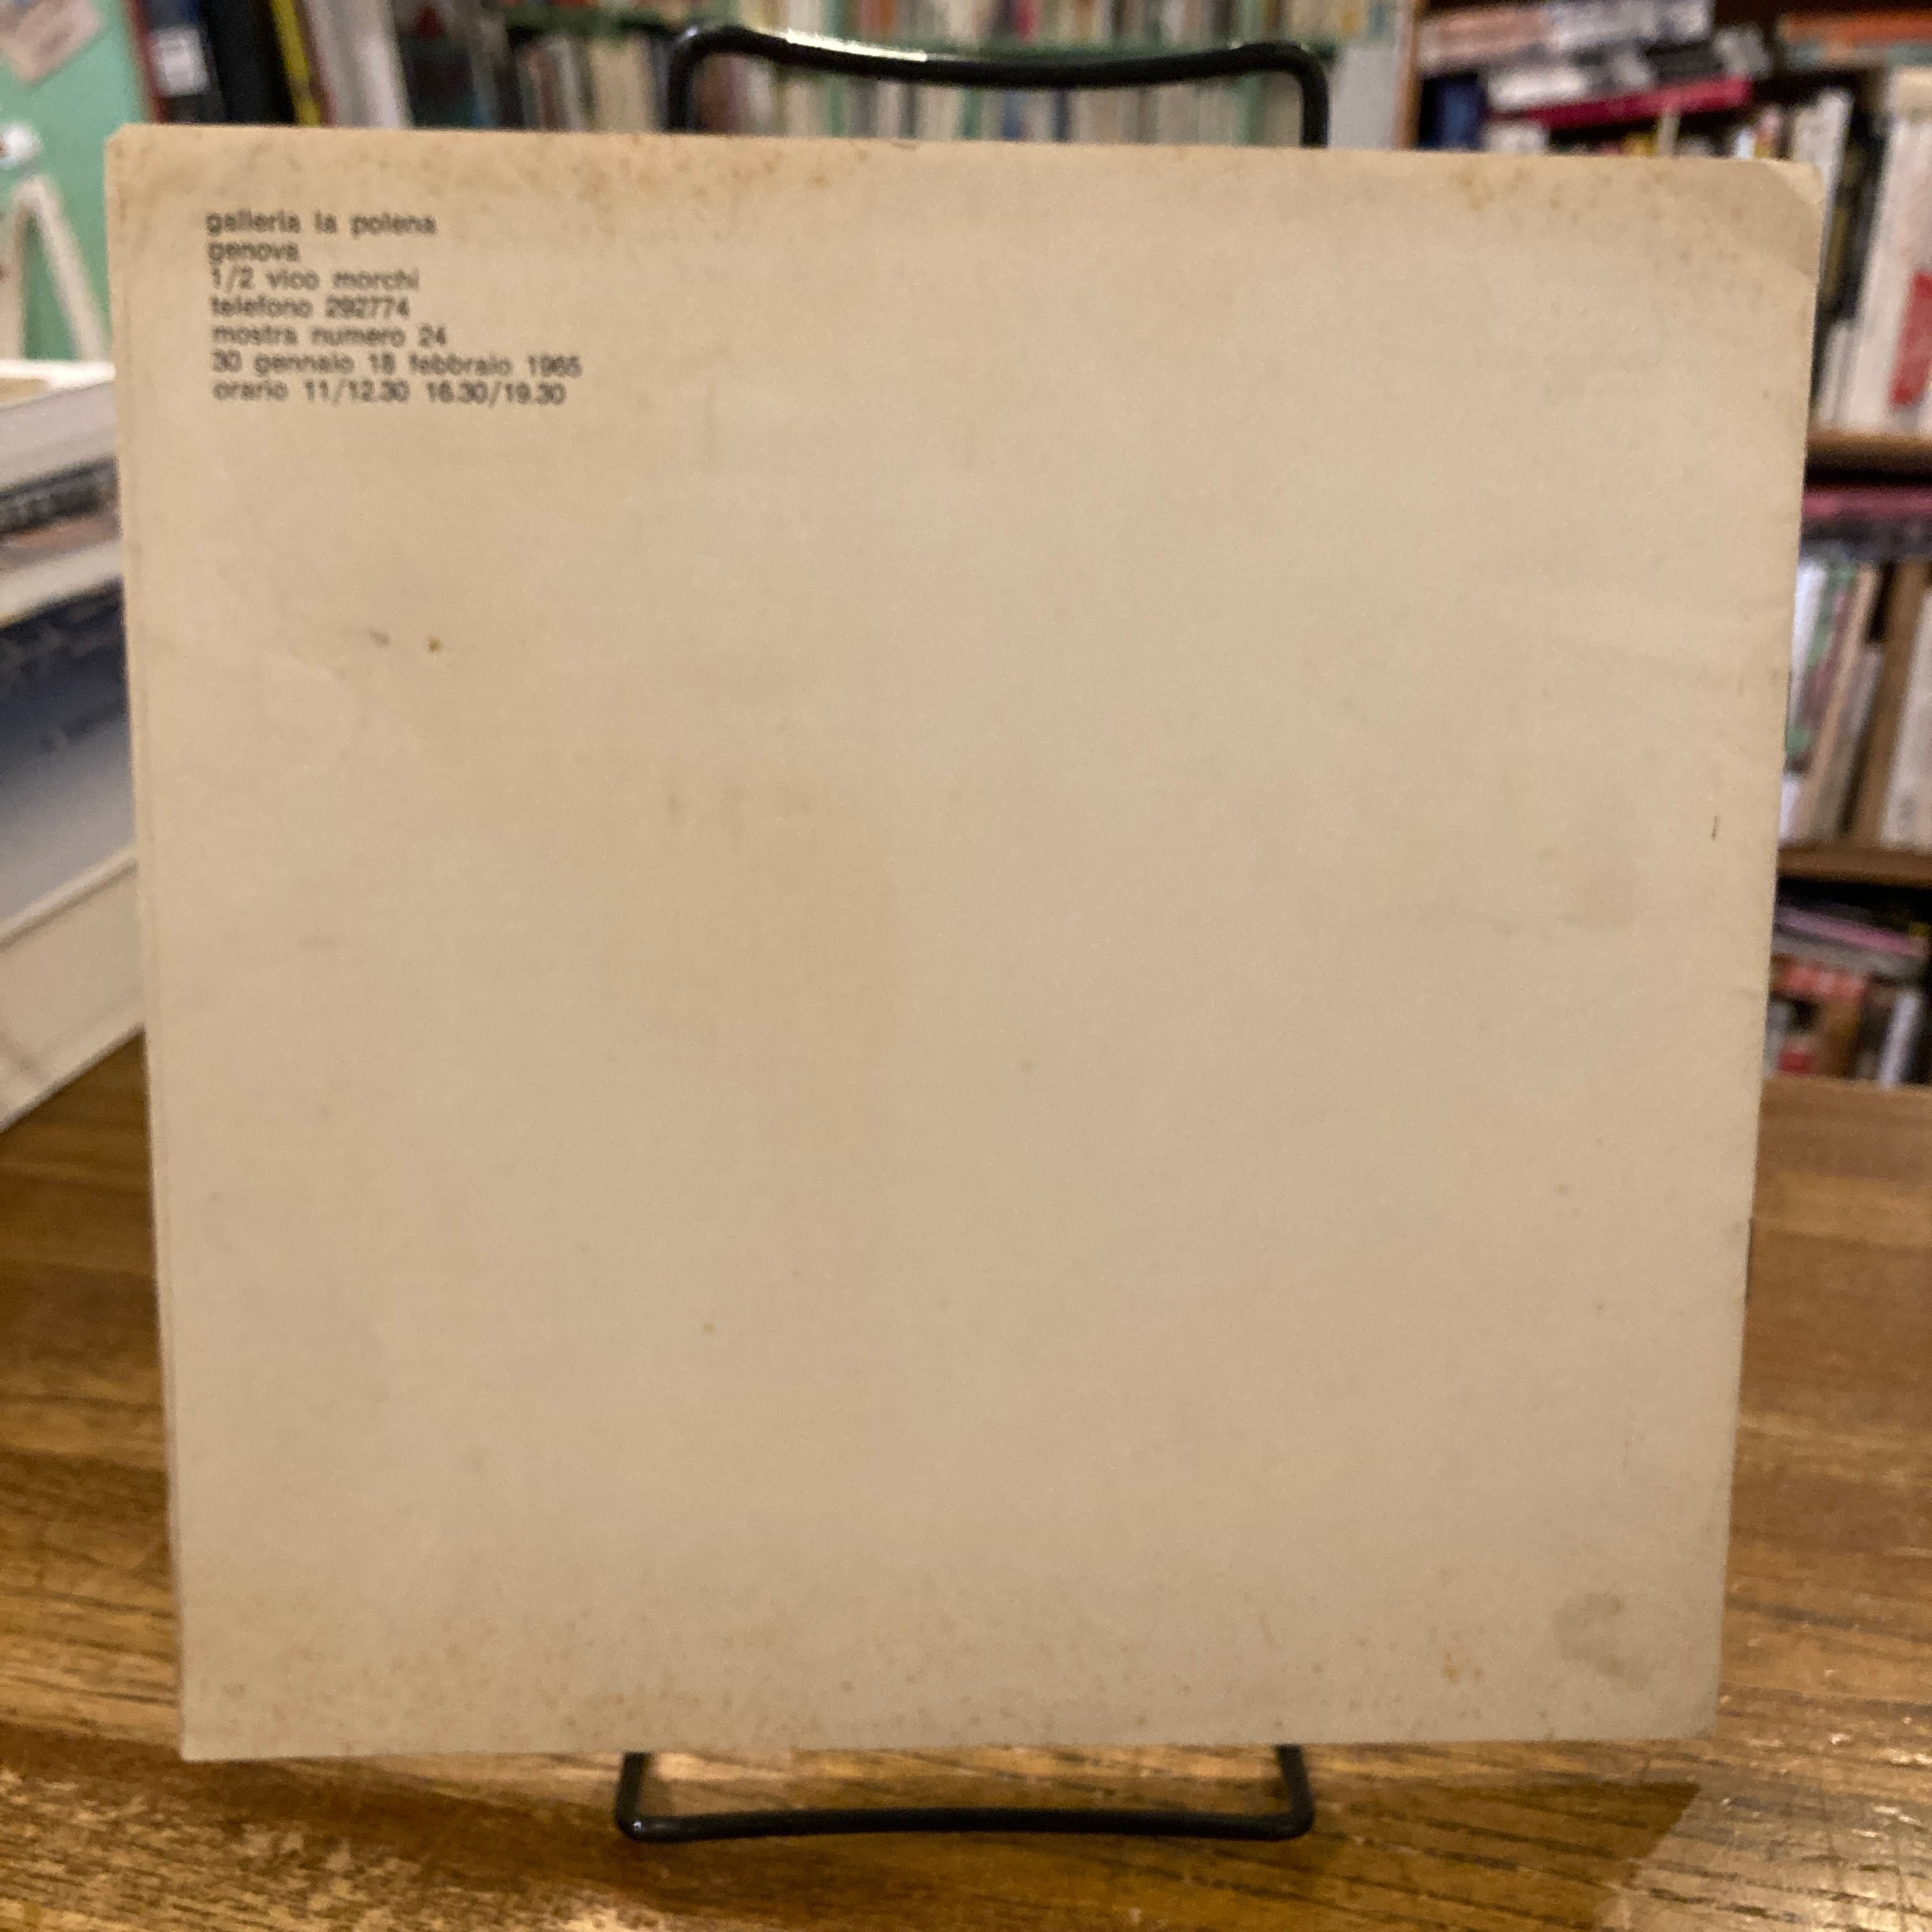 galleria la polena
genova
1/2 vico morchi
telefono 292774
mostra numero 24
30 gennaio 18 febbraio 1965
orario 11/12.30 16.30/19.30